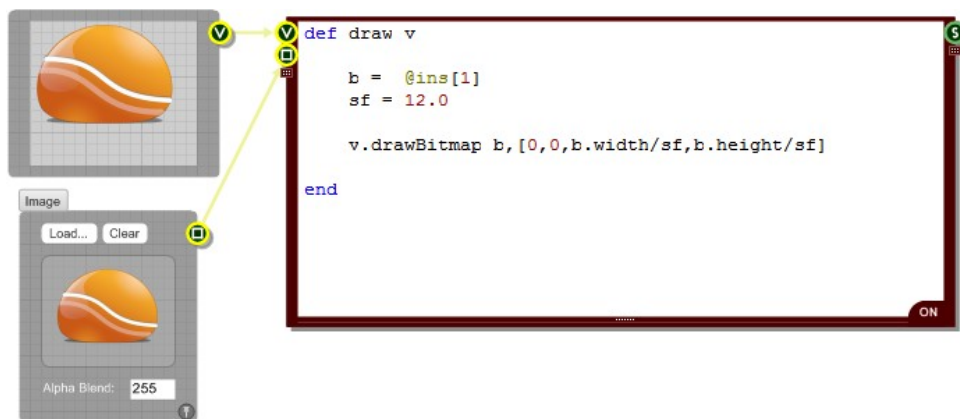 V
V
S
def draw v
b =  @ins[1]
sf = 12.0
v.drawBitmap b,[0,0,b.width/sf,b.height/sf]
end
ON
Image
Load... Clear
Alpha Blend: 255